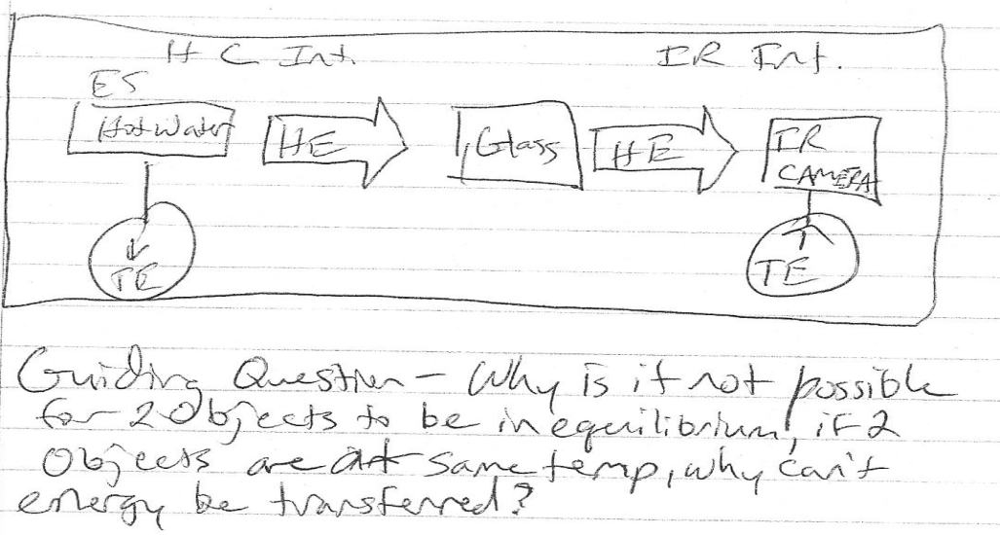 H C Int. IR Int.
ES
Hot Water HE Glass HE IR
CAMERA
↓ ↑
TE TE
Guiding Question - Why is it not possible
for 2 Objects to be in equilibrium, if 2
Objects are at same temp, why can't
energy be transferred?